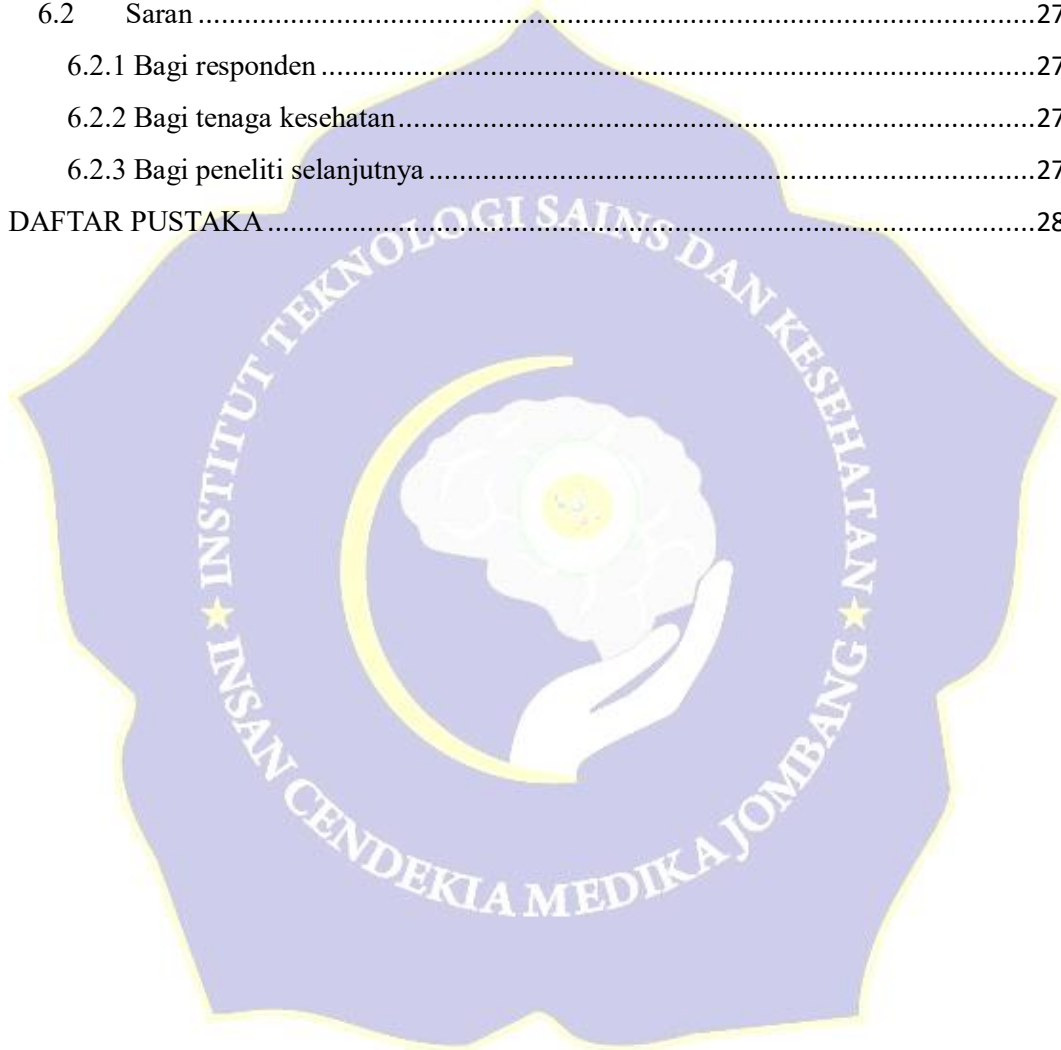 6.2 Saran ..................................................................................................27
6.2.1 Bagi responden ..................................................................................27
6.2.2 Bagi tenaga kesehatan........................................................................27
6.2.3 Bagi peneliti selanjutnya ...................................................................27
DAFTAR PUSTAKA ....................................................................................28
INSTITUT TEKNOLOGI SAINS DAN KESEHATAN
★ INSAN CENDEKIA MEDIKA JOMBANG ★